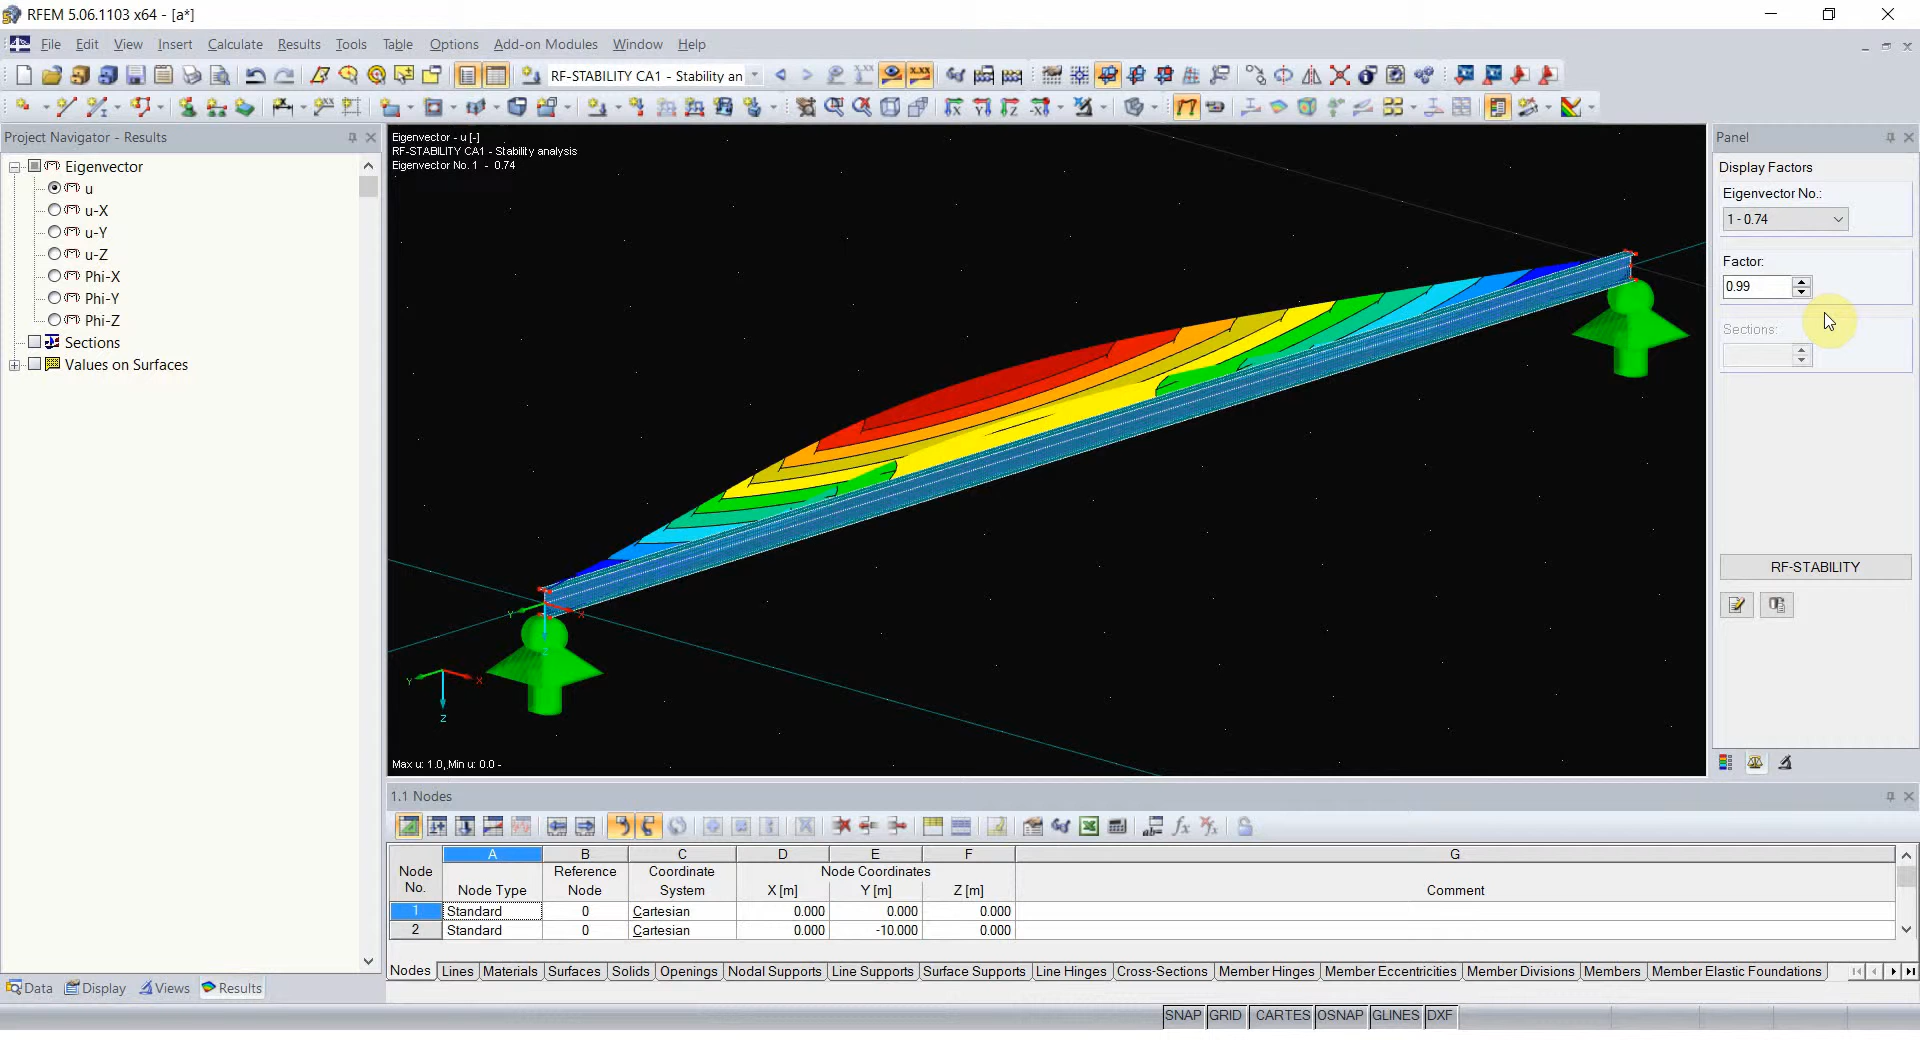 RFEM 5.06.1103 x64 - [a*]
File Edit View Insert Calculate Results Tools Table Options Add-on Modules Window Help
RF-STABILITY CA1 - Stability an
Project Navigator - Results
Eigenvector
u
u-X
u-Y
u-Z
Phi-X
Phi-Y
Phi-Z
Sections
Values on Surfaces
Data Display Views Results
Eigenvector - u [-]
RF-STABILITY CA1 - Stability analysis
Eigenvector No. 1 - 0.74
Y X
Z
Y X
Z
Max u: 1.0, Min u: 0.0 -
Panel
Display Factors
Eigenvector No.:
1 - 0.74
Factor:
0.99
Sections:
RF-STABILITY
1.1 Nodes
A B C D E F G
Node Reference Coordinate Node Coordinates
No. Node Type Node System X [m] Y [m] Z [m] Comment
1 Standard 0 Cartesian 0.000 0.000 0.000
2 Standard 0 Cartesian 0.000 -10.000 0.000
Nodes Lines Materials Surfaces Solids Openings Nodal Supports Line Supports Surface Supports Line Hinges Cross-Sections Member Hinges Member Eccentricities Member Divisions Members Member Elastic Foundations
SNAP GRID CARTES OSNAP GLINES DXF